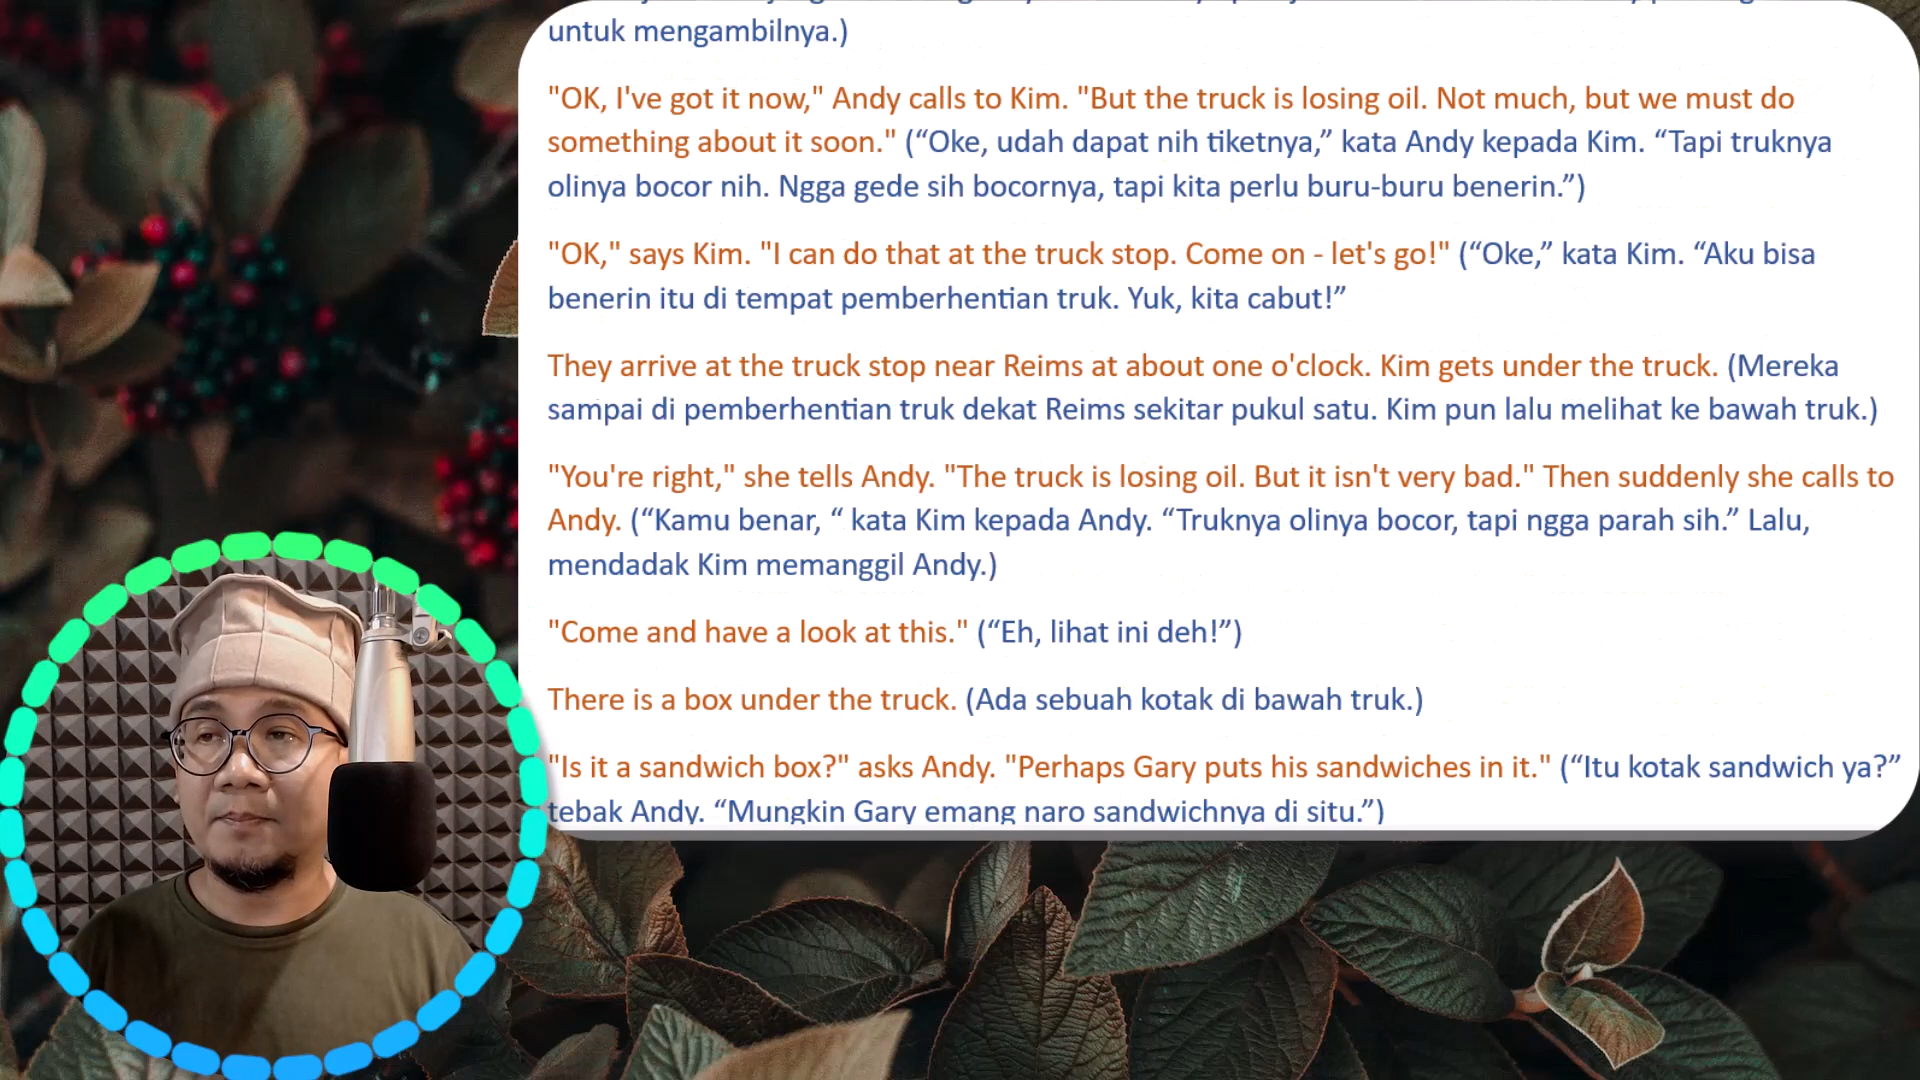 untuk mengambilnya.)
"OK, I've got it now," Andy calls to Kim. "But the truck is losing oil. Not much, but we must do
something about it soon." (“Oke, udah dapat nih tiketnya,” kata Andy kepada Kim. “Tapi truknya
olinya bocor nih. Ngga gede sih bocornya, tapi kita perlu buru-buru benerin.”)
"OK," says Kim. "I can do that at the truck stop. Come on - let's go!" (“Oke,” kata Kim. “Aku bisa
benerin itu di tempat pemberhentian truk. Yuk, kita cabut!”
They arrive at the truck stop near Reims at about one o'clock. Kim gets under the truck. (Mereka
sampai di pemberhentian truk dekat Reims sekitar pukul satu. Kim pun lalu melihat ke bawah truk.)
"You're right," she tells Andy. "The truck is losing oil. But it isn't very bad." Then suddenly she calls to
Andy. (“Kamu benar, “ kata Kim kepada Andy. “Truknya olinya bocor, tapi ngga parah sih.” Lalu,
mendadak Kim memanggil Andy.)
"Come and have a look at this." (“Eh, lihat ini deh!”)
There is a box under the truck. (Ada sebuah kotak di bawah truk.)
"Is it a sandwich box?" asks Andy. "Perhaps Gary puts his sandwiches in it." (“Itu kotak sandwich ya?”
tebak Andy. “Mungkin Gary emang naro sandwichnya di situ.”)